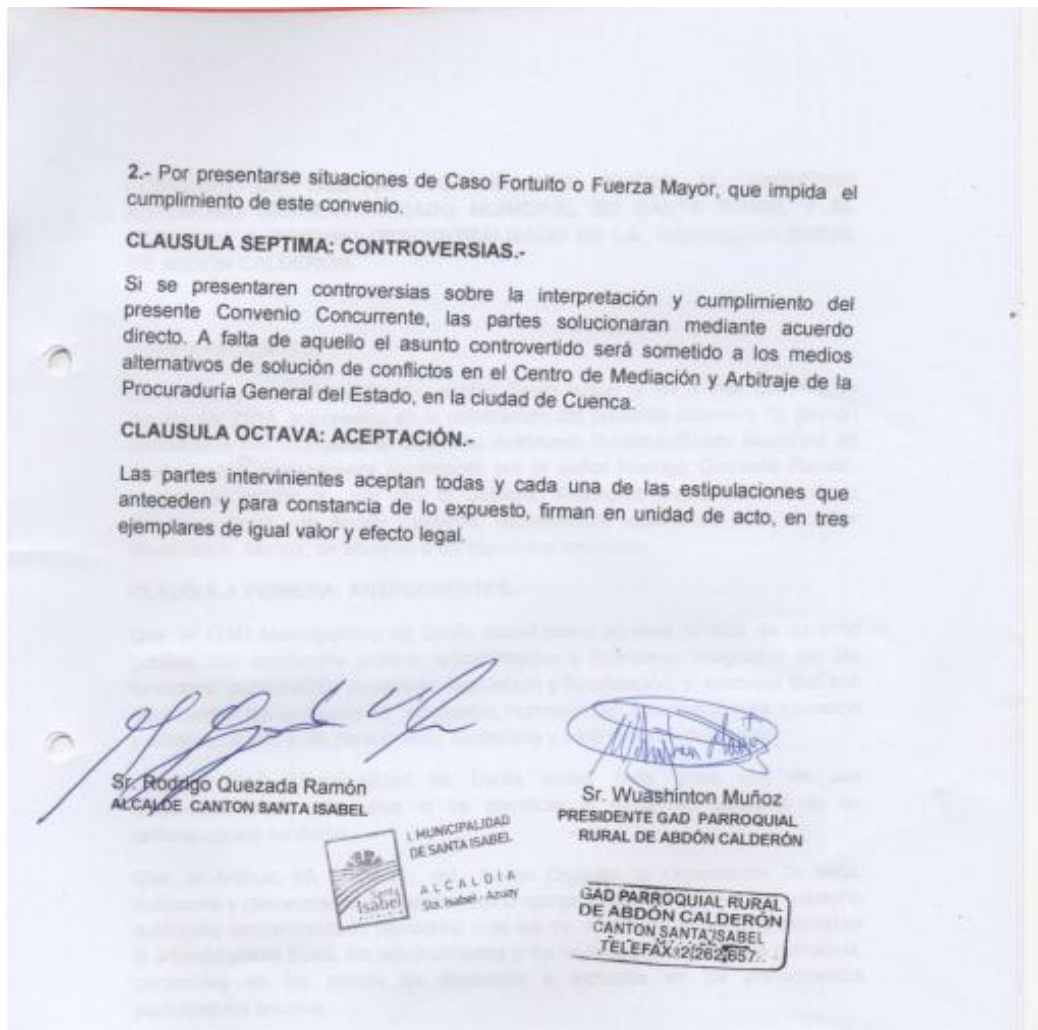 2.- Por presentarse situaciones de Caso Fortuito o Fuerza Mayor, que impida el
cumplimiento de este convenio.
CLAUSULA SEPTIMA: CONTROVERSIAS.-
Si se presentaren controversias sobre la interpretación y cumplimiento del
presente Convenio Concurrente, las partes solucionaran mediante acuerdo
directo. A falta de aquello el asunto controvertido será sometido a los medios
alternativos de solución de conflictos en el Centro de Mediación y Arbitraje de la
Procuraduría General del Estado, en la ciudad de Cuenca.
CLAUSULA OCTAVA: ACEPTACIÓN.-
Las partes intervinientes aceptan todas y cada una de las estipulaciones que
anteceden y para constancia de lo expuesto, firman en unidad de acto, en tres
ejemplares de igual valor y efecto legal.
Sr. Rodrigo Quezada Ramón
ALCALDE CANTON SANTA ISABEL
Sr. Wuashinton Muñoz
PRESIDENTE GAD PARROQUIAL
RURAL DE ABDÓN CALDERÓN
I. MUNICIPALIDAD
DE SANTA ISABEL
ALCALDÍA
Sta. Isabel - Azuay
Santa
Isabel
GAD PARROQUIAL RURAL
DE ABDÓN CALDERÓN
CANTON SANTA ISABEL
TELEFAX: 2 262 657